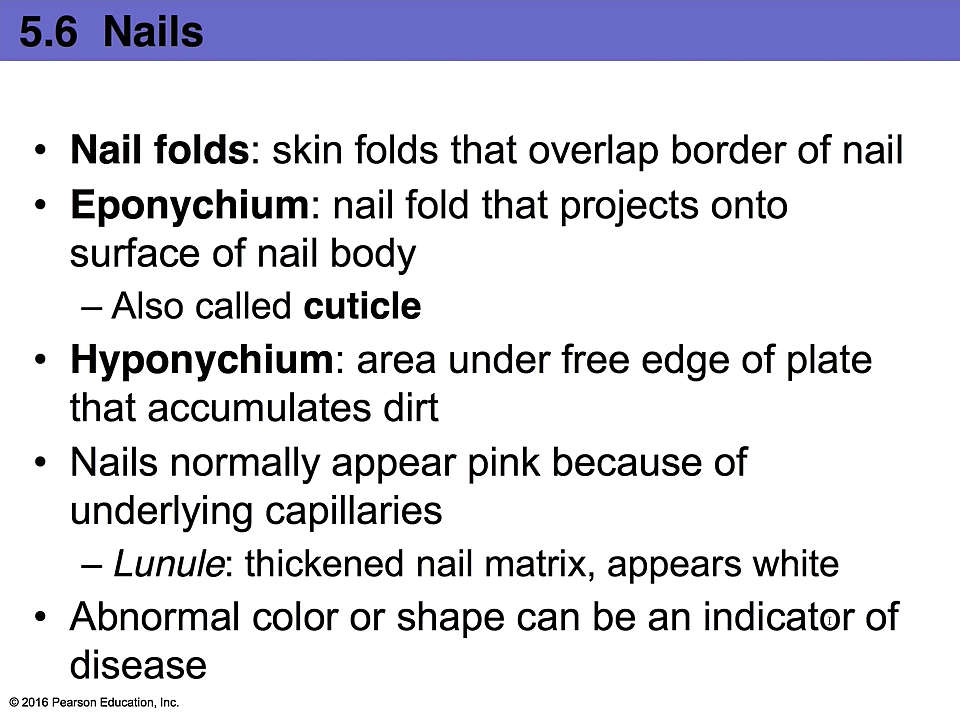 5.6 Nails
• Nail folds: skin folds that overlap border of nail
• Eponychium: nail fold that projects onto
surface of nail body
– Also called cuticle
• Hyponychium: area under free edge of plate
that accumulates dirt
• Nails normally appear pink because of
underlying capillaries
– Lunule: thickened nail matrix, appears white
• Abnormal color or shape can be an indicator of
disease
© 2016 Pearson Education, Inc.